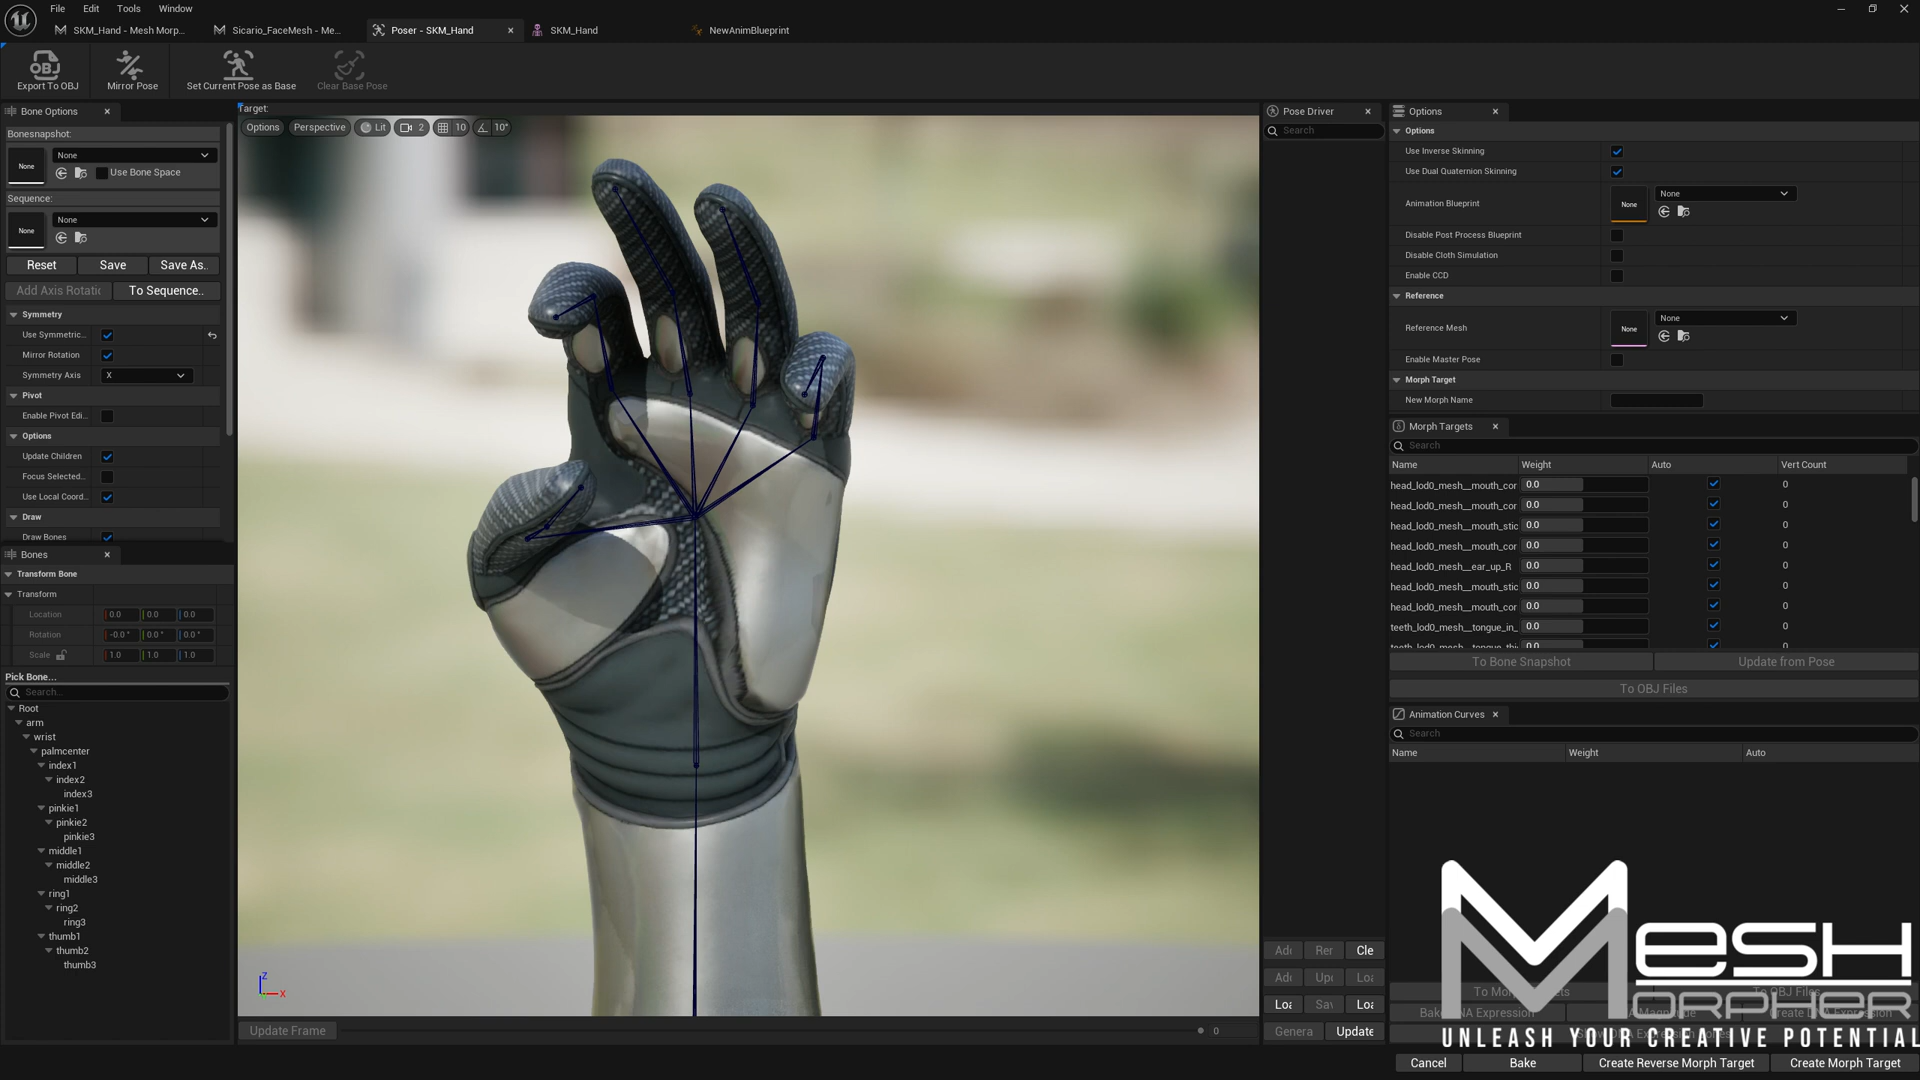 File Edit Tools Window
SKM_Hand - Mesh Morp... Sicario_FaceMesh - Me... Poser - SKM_Hand SKM_Hand NewAnimBlueprint
Export To OBJ Mirror Pose Set Current Pose as Base Clear Base Pose
Bone Options
Bonesnapshot:
None None
Use Bone Space
Sequence:
None None
Reset Save Save As..
Add Axis Rotatic To Sequence..
Symmetry
Use Symmetric...
Mirror Rotation
Symmetry Axis X
Pivot
Enable Pivot Edi...
Options
Update Children
Focus Selected...
Use Local Coord...
Draw
Draw Bones
Bones
Transform Bone
Transform
Location 0.0 0.0 0.0
Rotation -0.0 ° 0.0 ° 0.0 °
Scale 1.0 1.0 1.0
Pick Bone...
Search...
Root
arm
wrist
palmcenter
index1
index2
index3
pinkie1
pinkie2
pinkie3
middle1
middle2
middle3
ring1
ring2
ring3
thumb1
thumb2
thumb3
Target:
Options Perspective Lit 2 10 10°
Z
X
Update Frame 0
Pose Driver
Search
Cle
Loa Loa
Genera Update
Options
Options
Use Inverse Skinning
Use Dual Quaternion Skinning
Animation Blueprint None None
Disable Post Process Blueprint
Disable Cloth Simulation
Enable CCD
Reference
Reference Mesh None None
Enable Master Pose
Morph Target
New Morph Name
Morph Targets
Search
Name Weight Auto Vert Count
head_lod0_mesh__mouth_cor 0.0 0
head_lod0_mesh__mouth_cor 0.0 0
head_lod0_mesh__mouth_stic 0.0 0
head_lod0_mesh__mouth_cor 0.0 0
head_lod0_mesh__ear_up_R 0.0 0
head_lod0_mesh__mouth_stic 0.0 0
head_lod0_mesh__mouth_cor 0.0 0
teeth_lod0_mesh__tongue_in_ 0.0 0
To Bone Snapshot Update from Pose
To OBJ Files
Animation Curves
Search
Name Weight Auto
MESH
MORPHER
UNLEASH YOUR CREATIVE POTENTIAL
Cancel Bake Create Reverse Morph Target Create Morph Target